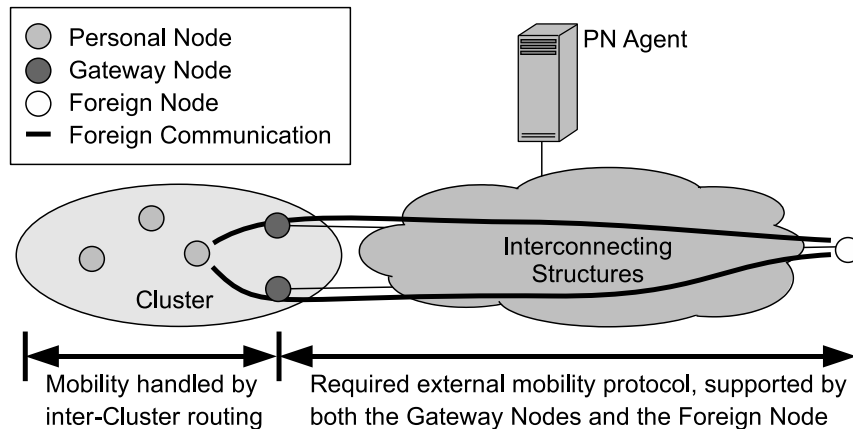 Personal Node
Gateway Node
Foreign Node
Foreign Communication
PN Agent
Interconnecting
Structures
Cluster
Mobility handled by
inter-Cluster routing
Required external mobility protocol, supported by
both the Gateway Nodes and the Foreign Node